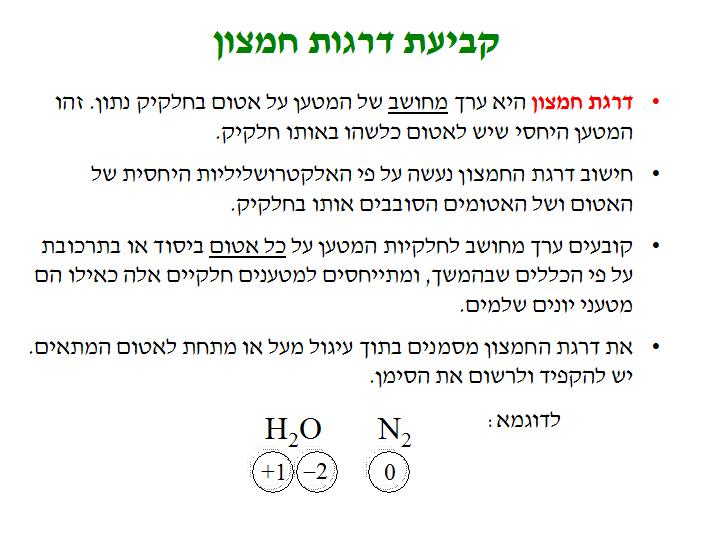 קביעת דרגות חמצון
• דרגת חמצון היא ערך מחושב של המטען על אטום בחלקיק נתון. זהו
המטען היחסי שיש לאטום כלשהו באותו חלקיק.
• חישוב דרגת החמצון נעשה על פי האלקטרושליליות היחסית של
האטום ושל האטומים הסובבים אותו בחלקיק.
• קובעים ערך מחושב לחלקיות המטען על כל אטום ביסוד או בתרכובת
על פי הכללים שבהמשך, ומתייחסים למטענים חלקיים אלה כאילו הם
מטעני יונים שלמים.
• את דרגת החמצון מסמנים בתוך עיגול מעל או מתחת לאטום המתאים.
יש להקפיד ולרשום את הסימן.
לדוגמא: N₂ H₂O
0 +1 –2